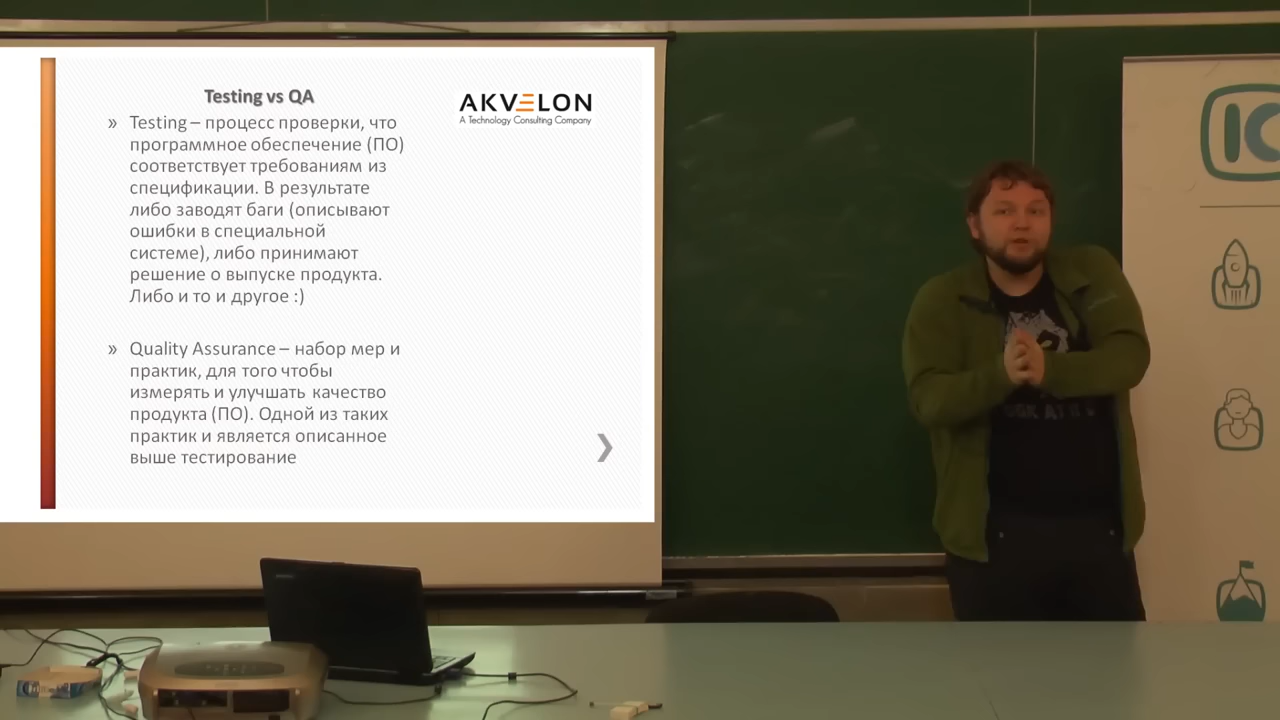 Testing vs QA
» Testing – процесс проверки, что
программное обеспечение (ПО)
соответствует требованиям из
спецификации. В результате
либо заводят баги (описывают
ошибки в специальной
системе), либо принимают
решение о выпуске продукта.
Либо и то и другое :)
» Quality Assurance – набор мер и
практик, для того чтобы
измерять и улучшать качество
продукта (ПО). Одной из таких
практик и является описанное
выше тестирование
AKVELON
A Technology Consulting Company